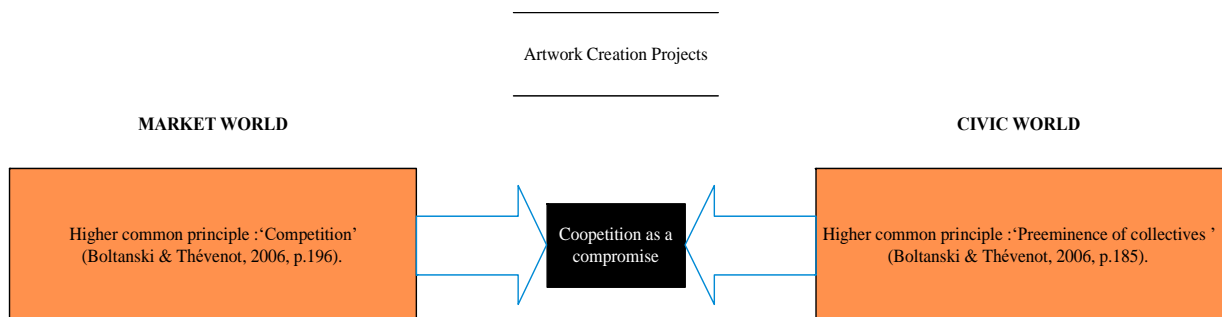 Artwork Creation Projects
MARKET WORLD
CIVIC WORLD
Higher common principle :‘Competition’
(Boltanski & Thévenot, 2006, p.196).
Coopetition as a
compromise
Higher common principle :‘Preeminence of collectives ’
(Boltanski & Thévenot, 2006, p.185).